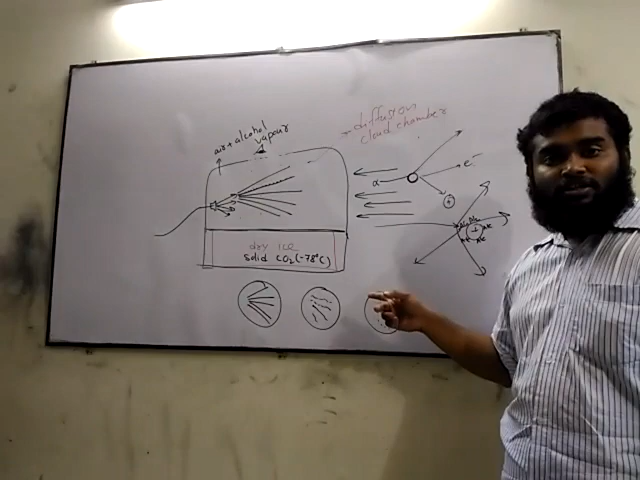 diffusion
cloud chamber
air + alcohol
vapour
α
e⁻
+
+
dry ICE
solid CO₂ (-78°C)